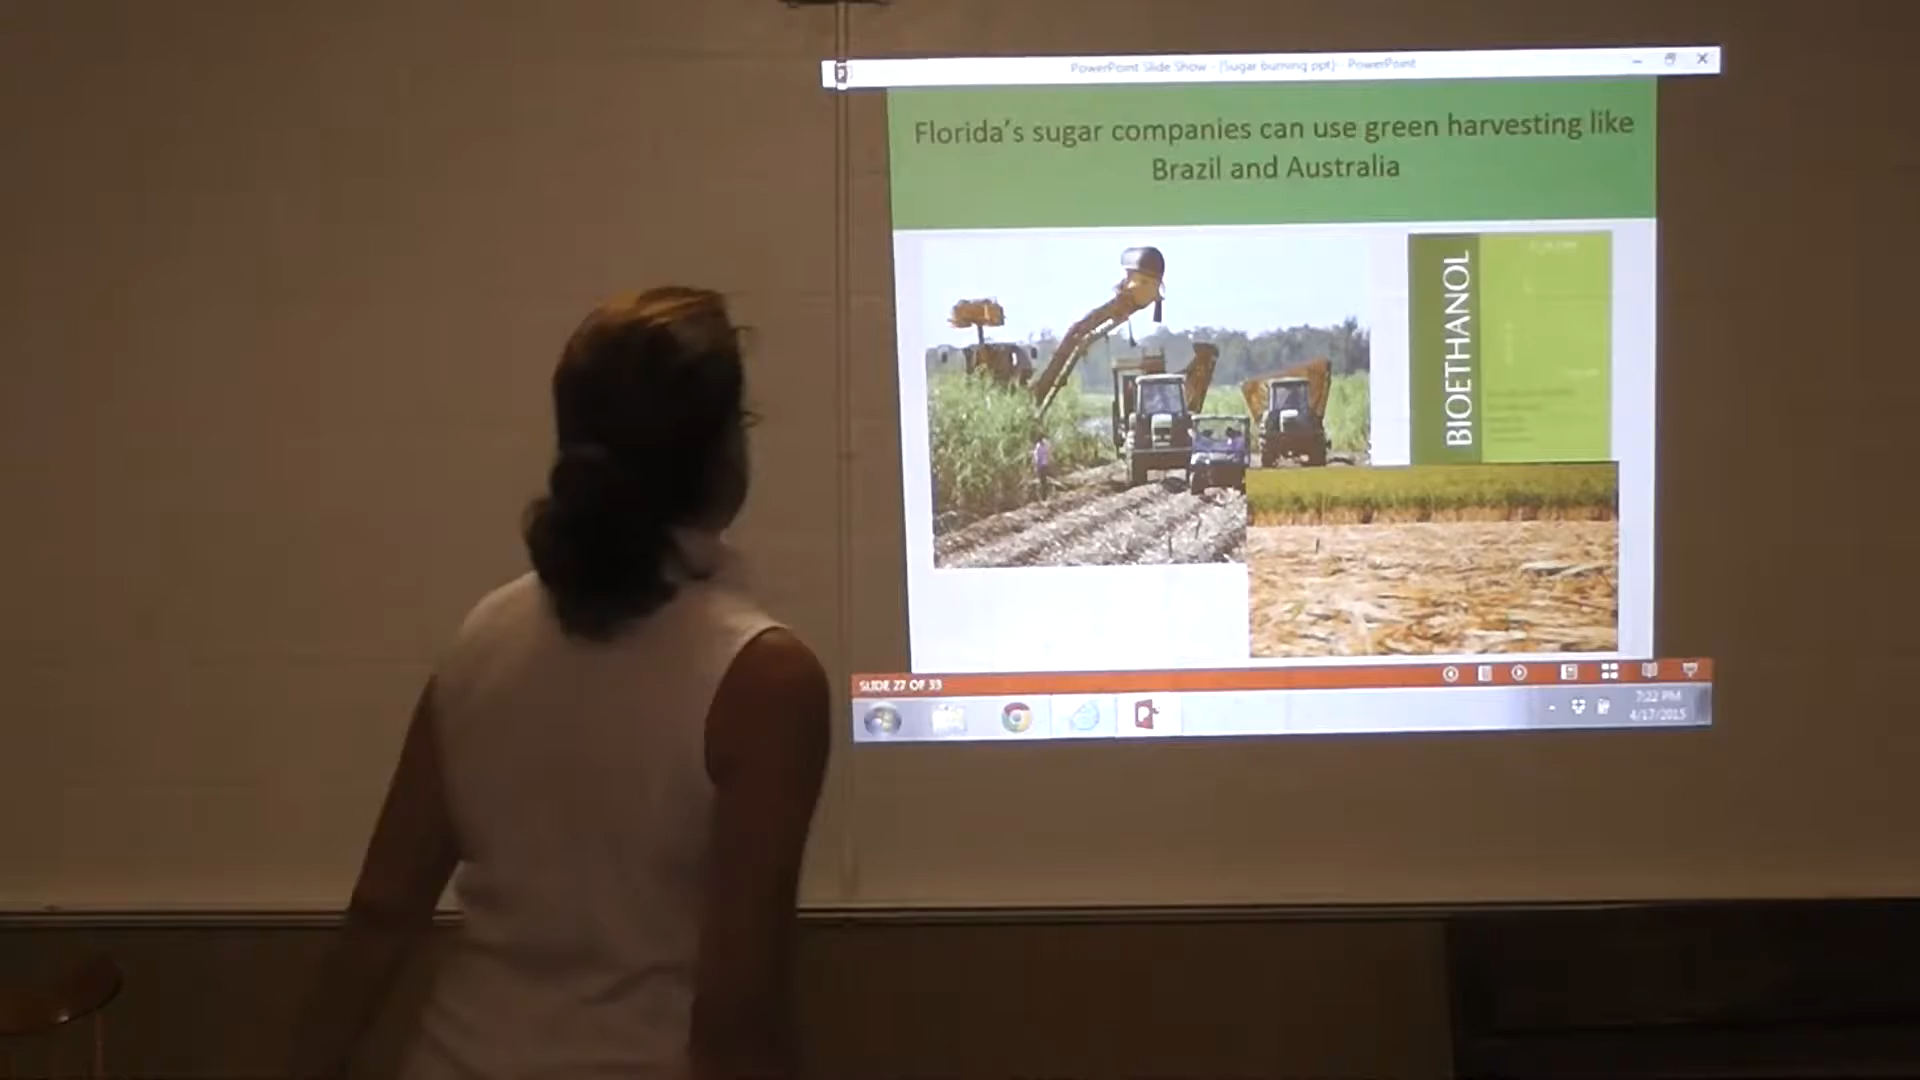 PowerPoint Slide Show - [Sugar burning ppt] - PowerPoint
Florida's sugar companies can use green harvesting like
Brazil and Australia
BIOETHANOL
SLIDE 27 OF 33
7:22 PM
4/17/2015